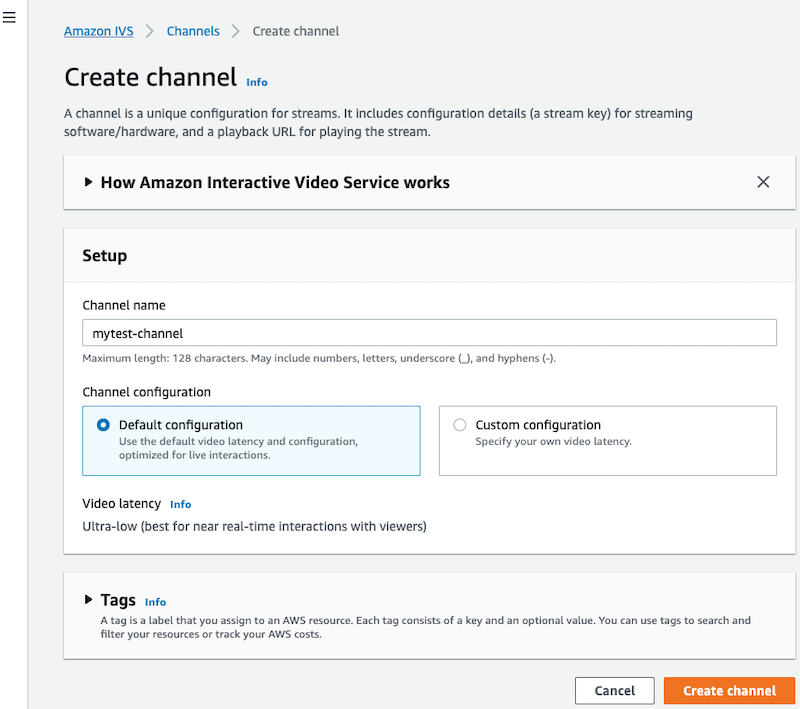 Amazon IVS > Channels > Create channel
Create channel Info
A channel is a unique configuration for streams. It includes configuration details (a stream key) for streaming
software/hardware, and a playback URL for playing the stream.
How Amazon Interactive Video Service works
Setup
Channel name
mytest-channel
Maximum length: 128 characters. May include numbers, letters, underscore (_), and hyphens (-).
Channel configuration
Default configuration
Use the default video latency and configuration,
optimized for live interactions.
Custom configuration
Specify your own video latency.
Video latency Info
Ultra-low (best for near real-time interactions with viewers)
Tags Info
A tag is a label that you assign to an AWS resource. Each tag consists of a key and an optional value. You can use tags to search and
filter your resources or track your AWS costs.
Cancel Create channel